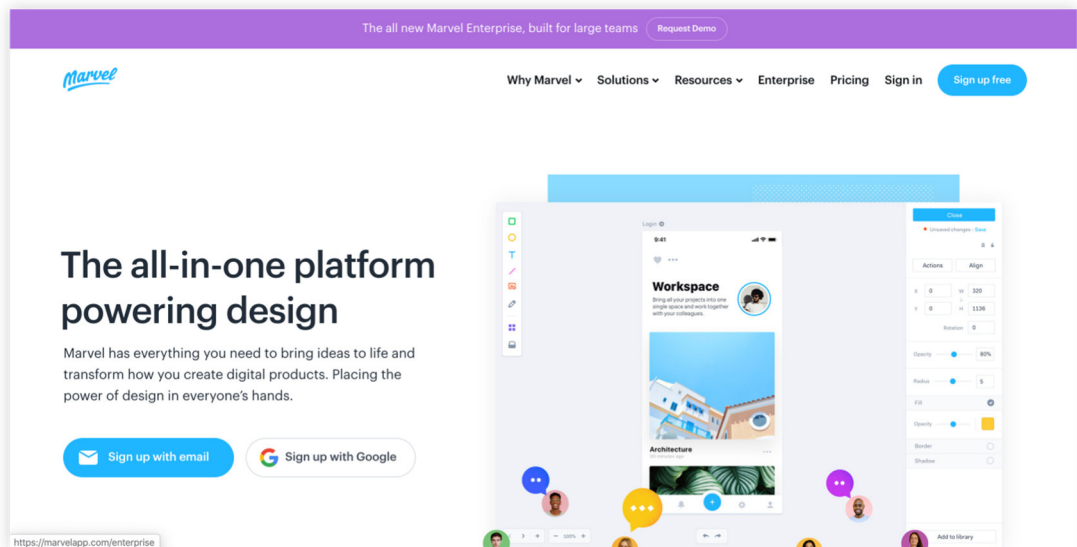 The all new Marvel Enterprise, built for large teams Request Demo
Marvel
Why Marvel Solutions Resources Enterprise Pricing Sign in Sign up free
The all-in-one platform
powering design
Marvel has everything you need to bring ideas to life and
transform how you create digital products. Placing the
power of design in everyone's hands.
Sign up with email Sign up with Google
Login
9:41
Workspace
Bring all your projects into one
single space and work together
with your colleagues.
Architecture
20 minutes ago
T
100%
Close
Unsaved changes - Save
Actions Align
X 0 W 320
Y 0 H 1136
Rotation 0
Opacity 80%
Radius 5
Fill
Opacity
Border
Shadow
Add to library
https://marvelapp.com/enterprise